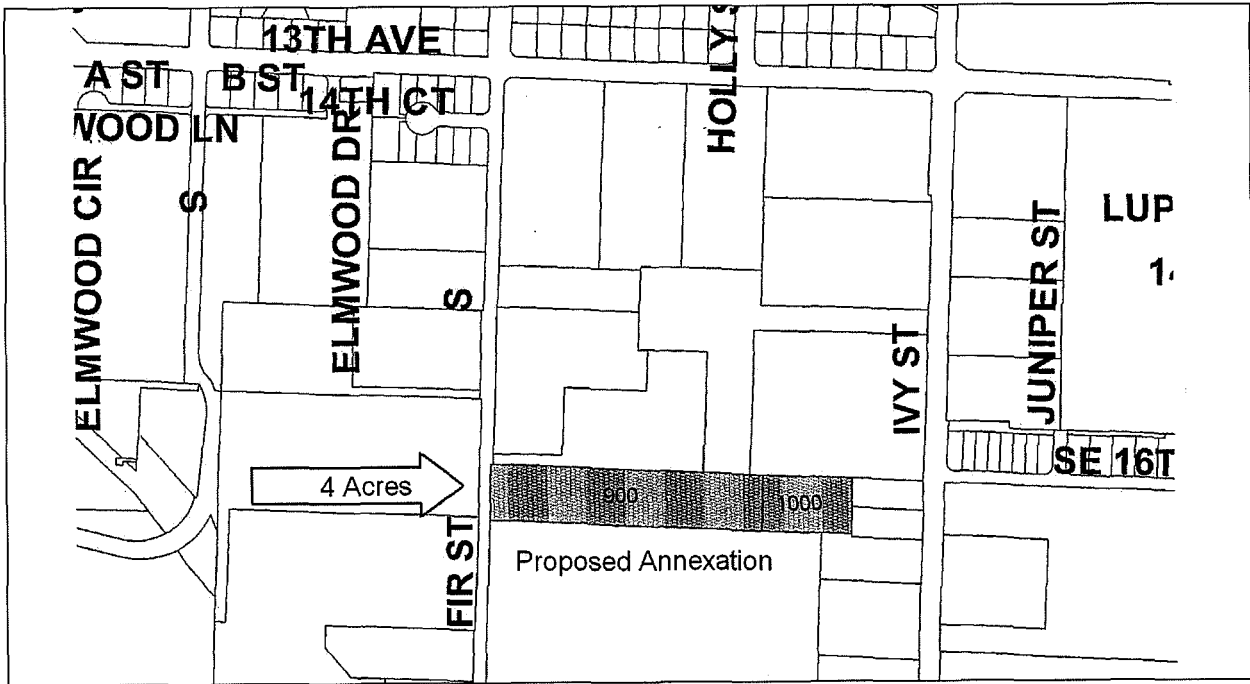 13TH AVE
HOLLY S
A ST
B ST
14TH CT
WOOD LN
ELMWOOD DR
ELMWOOD CIR
S
S
LUP
JUNIPER ST
IVY ST
SE 16T
4 Acres
900
1000
FIR ST
Proposed Annexation